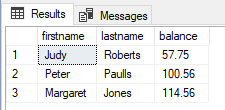 Results Messages
firstname lastname balance
1 Judy Roberts 57.75
2 Peter Paulls 100.56
3 Margaret Jones 114.56